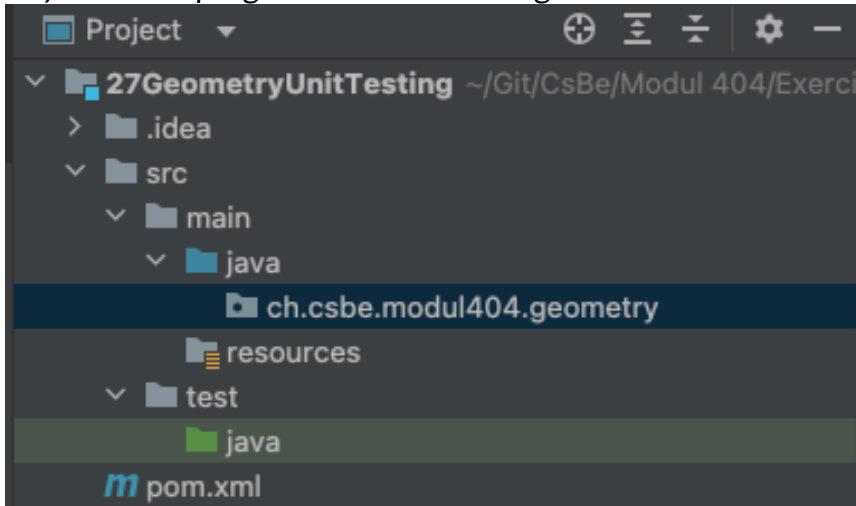 Project
27GeometryUnitTesting ~/Git/CsBe/Modul 404/Exerci
.idea
src
main
java
ch.csbe.modul404.geometry
resources
test
java
m pom.xml